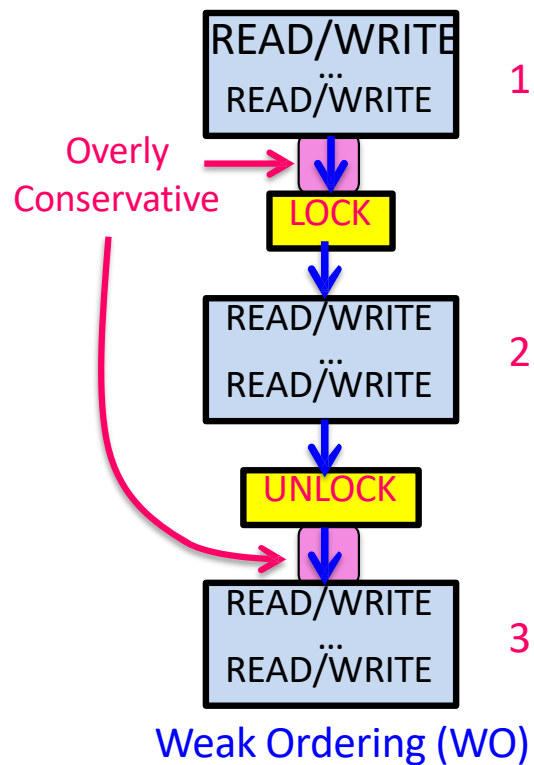 READ/WRITE
...
READ/WRITE
1
Overly
Conservative
LOCK
READ/WRITE
...
READ/WRITE
2
UNLOCK
READ/WRITE
...
READ/WRITE
3
Weak Ordering (WO)